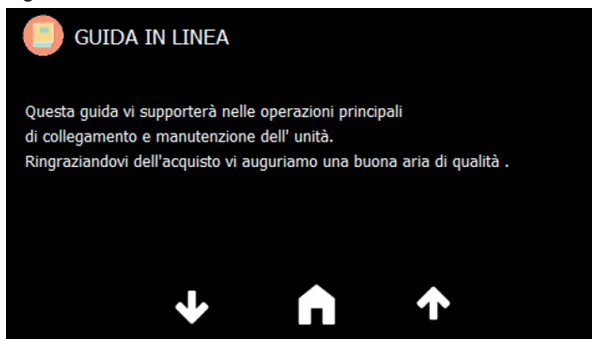 GUIDA IN LINEA
Questa guida vi supporterà nelle operazioni principali
di collegamento e manutenzione dell' unità.
Ringraziandovi dell'acquisto vi auguriamo una buona aria di qualità .